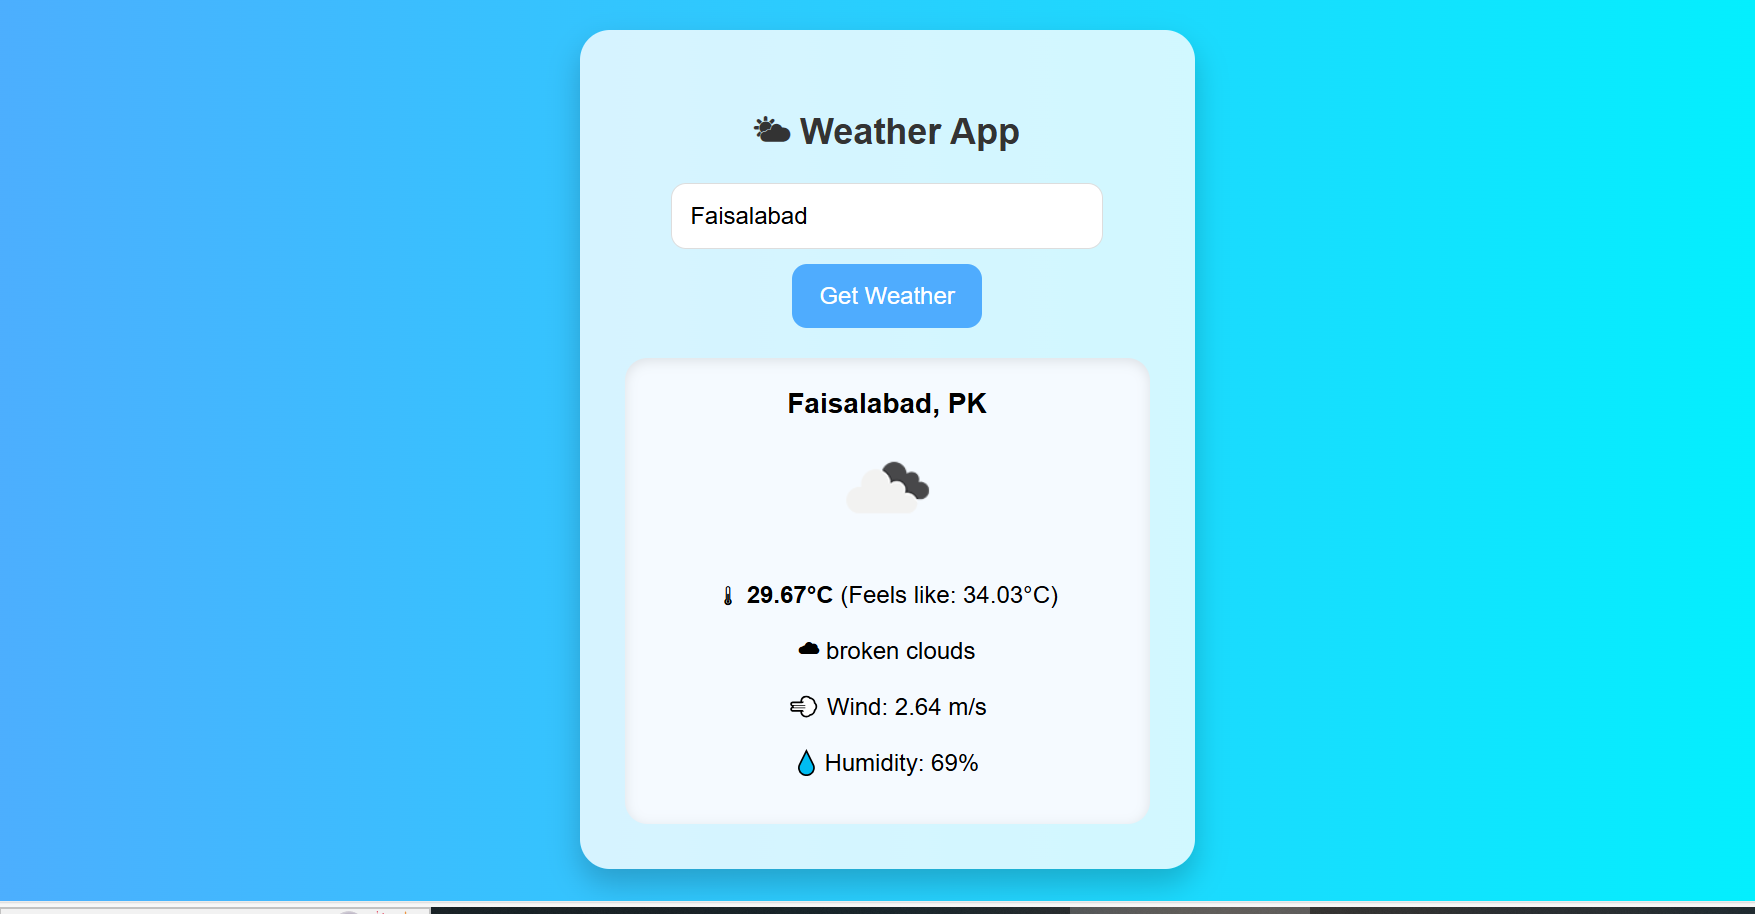 Weather App
Faisalabad
Get Weather
Faisalabad, PK
29.67°C (Feels like: 34.03°C)
broken clouds
Wind: 2.64 m/s
Humidity: 69%